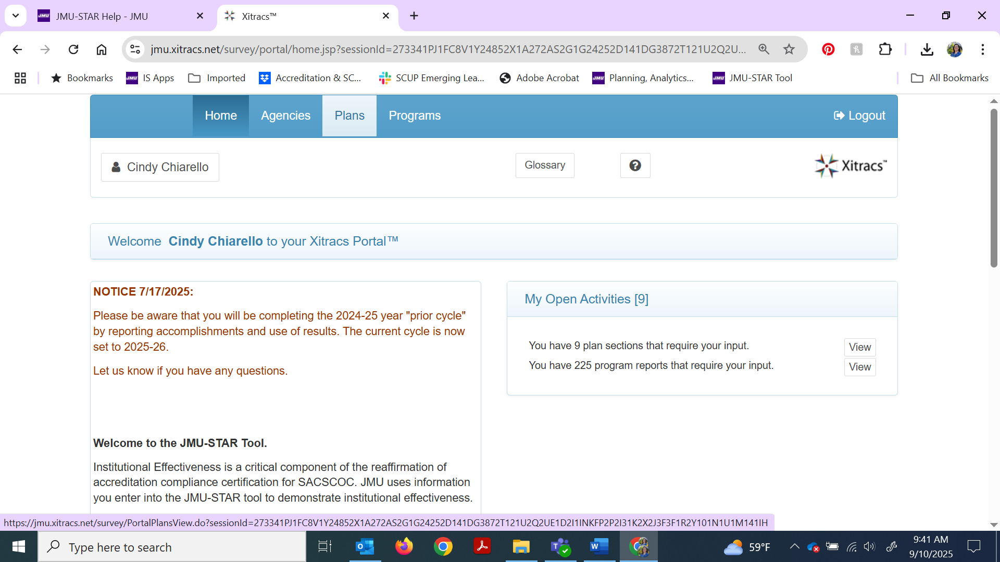 JMU-STAR Help - JMU
Xitracs™
jmu.xitracs.net/survey/portal/home.jsp?sessionId=273341PJ1FC8V1Y24852X1A272AS2G1G24252D141DG3872T121U2Q2U...
Bookmarks
IS Apps
Imported
Accreditation & SC...
SCUP Emerging Lea...
Adobe Acrobat
Planning, Analytics...
JMU-STAR Tool
All Bookmarks
Home
Agencies
Plans
Programs
Logout
Cindy Chiarello
Glossary
Xitracs™
Welcome Cindy Chiarello to your Xitracs Portal™
NOTICE 7/17/2025:
Please be aware that you will be completing the 2024-25 year "prior cycle"
by reporting accomplishments and use of results. The current cycle is now
set to 2025-26.
Let us know if you have any questions.
Welcome to the JMU-STAR Tool.
Institutional Effectiveness is a critical component of the reaffirmation of
accreditation compliance certification for SACSCOC. JMU uses information
you enter into the JMU-STAR tool to demonstrate institutional effectiveness.
My Open Activities [9]
You have 9 plan sections that require your input.
View
You have 225 program reports that require your input.
View
https://jmu.xitracs.net/survey/PortalPlansView.do?sessionId=273341PJ1FC8V1Y24852X1A272AS2G1G24252D141DG3872T121U2Q2UE1D2I1INKFP2P2I31K2X2J3F3F1R2Y101N1U1M141IH
Type here to search
59°F
9:41 AM
9/10/2025